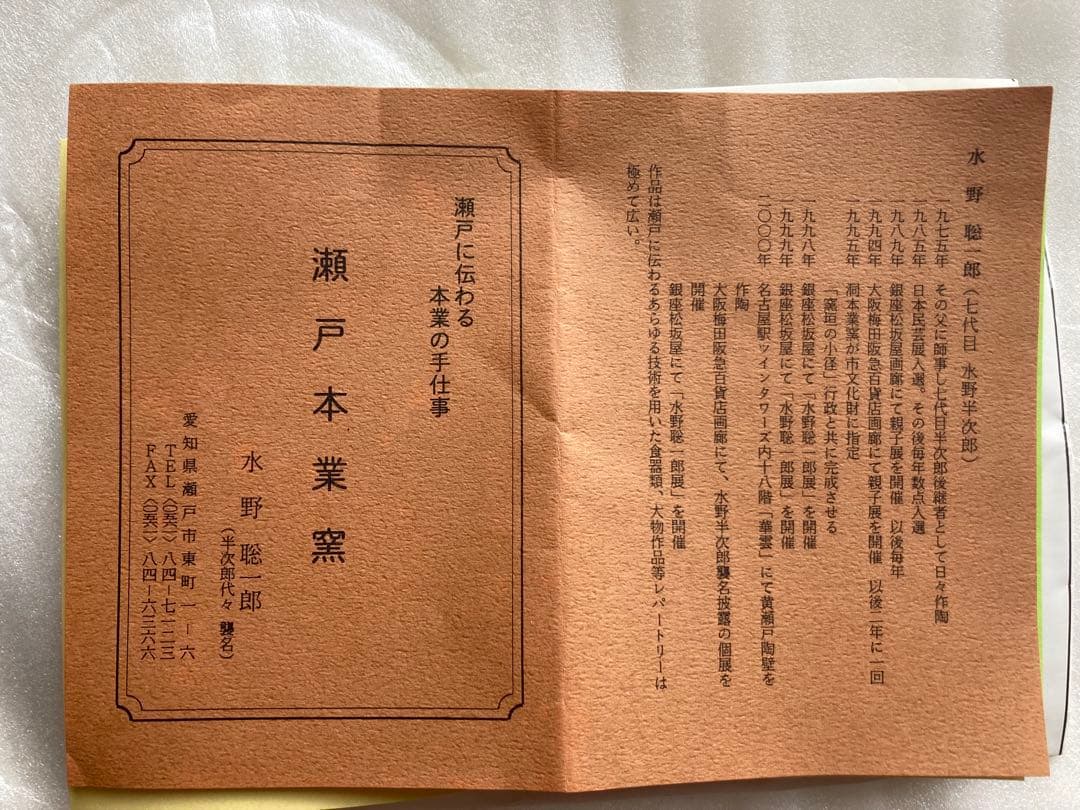 水野聡一郎(七代目 水野半次郎)
一九七五年 その父に師事し七代目半次郎後継者として日々作陶
一九八五年 日本民芸展入選。その後毎年数点入選
一九八九年 銀座松坂屋画廊にて親子展を開催 以後毎年
一九九四年 大阪梅田阪急百貨店画廊にて親子展を開催 以後二年に一回
一九九五年 洞本業窯が市文化財に指定
「窯垣の小径」行政と共に完成させる
一九九八年 銀座松坂屋にて「水野聡一郎展」を開催
一九九九年 銀座松坂屋にて「水野聡一郎展」を開催
二〇〇〇年 名古屋駅ツインタワーズ内十八階「華雲」にて黄瀬戸陶壁を
作陶
大阪梅田阪急百貨店画廊にて、水野半次郎襲名披露の個展を
開催
銀座松坂屋にて「水野聡一郎展」を開催
作品は瀬戸に伝わるあらゆる技術を用いた食器類、大物作品等レパートリーは
極めて広い。
瀬戸に伝わる
本業の手仕事
瀬戸本業窯
水野聡一郎
(半次郎代々 襲名)
愛知県瀬戸市東町一-六
TEL〈〇五六一〉八四-七一二三
FAX〈〇五六一〉八四-六三六六